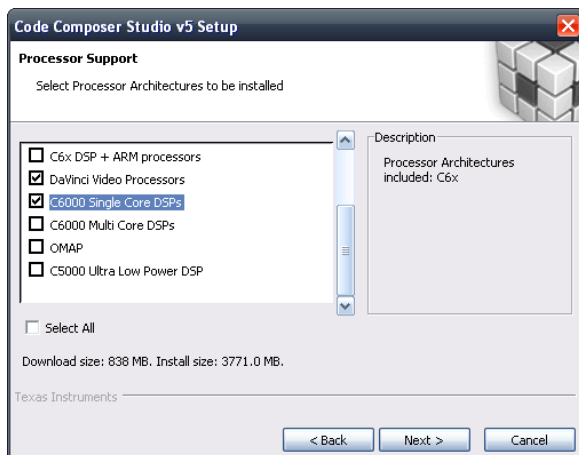 Code Composer Studio v5 Setup
Processor Support
Select Processor Architectures to be installed
C6x DSP + ARM processors
DaVinci Video Processors
C6000 Single Core DSPs
C6000 Multi Core DSPs
OMAP
C5000 Ultra Low Power DSP
Description
Processor Architectures
included: C6x
Select All
Download size: 838 MB. Install size: 3771.0 MB.
Texas Instruments
< Back
Next >
Cancel